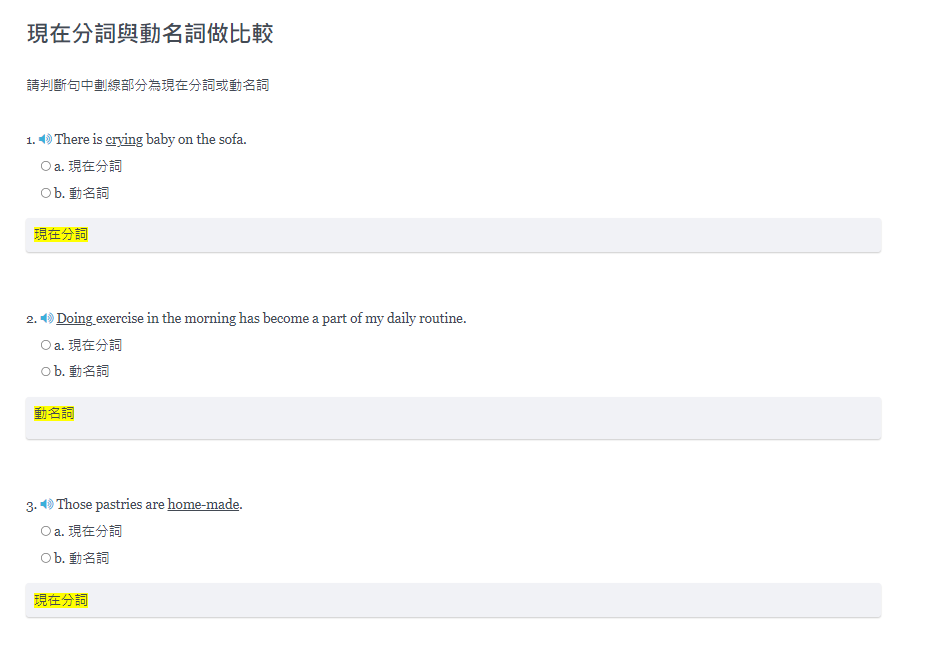 現在分詞與動名詞做比較
請判斷句中劃線部分為現在分詞或動名詞
1. There is crying baby on the sofa.
a. 現在分詞
b. 動名詞
現在分詞
2. Doing exercise in the morning has become a part of my daily routine.
a. 現在分詞
b. 動名詞
動名詞
3. Those pastries are home-made.
a. 現在分詞
b. 動名詞
現在分詞